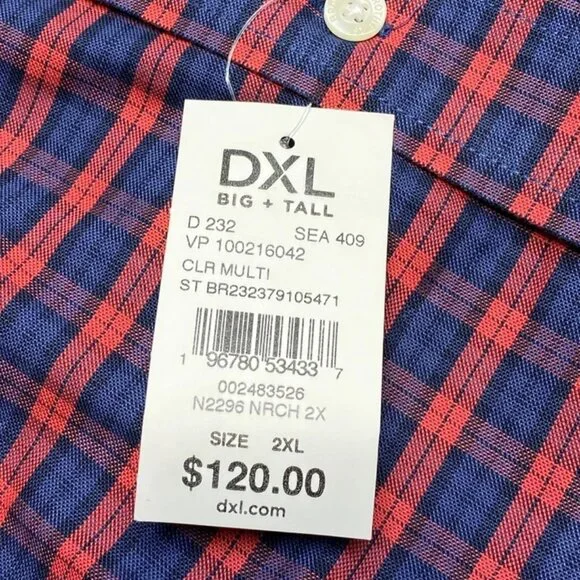 DXL
BIG + TALL
D 232 SEA 409
VP 100216042
CLR MULTI
ST BR232379105471
1 96780 53433 7
002483526
N2296 NRCH 2X
SIZE 2XL
$120.00
dxl.com